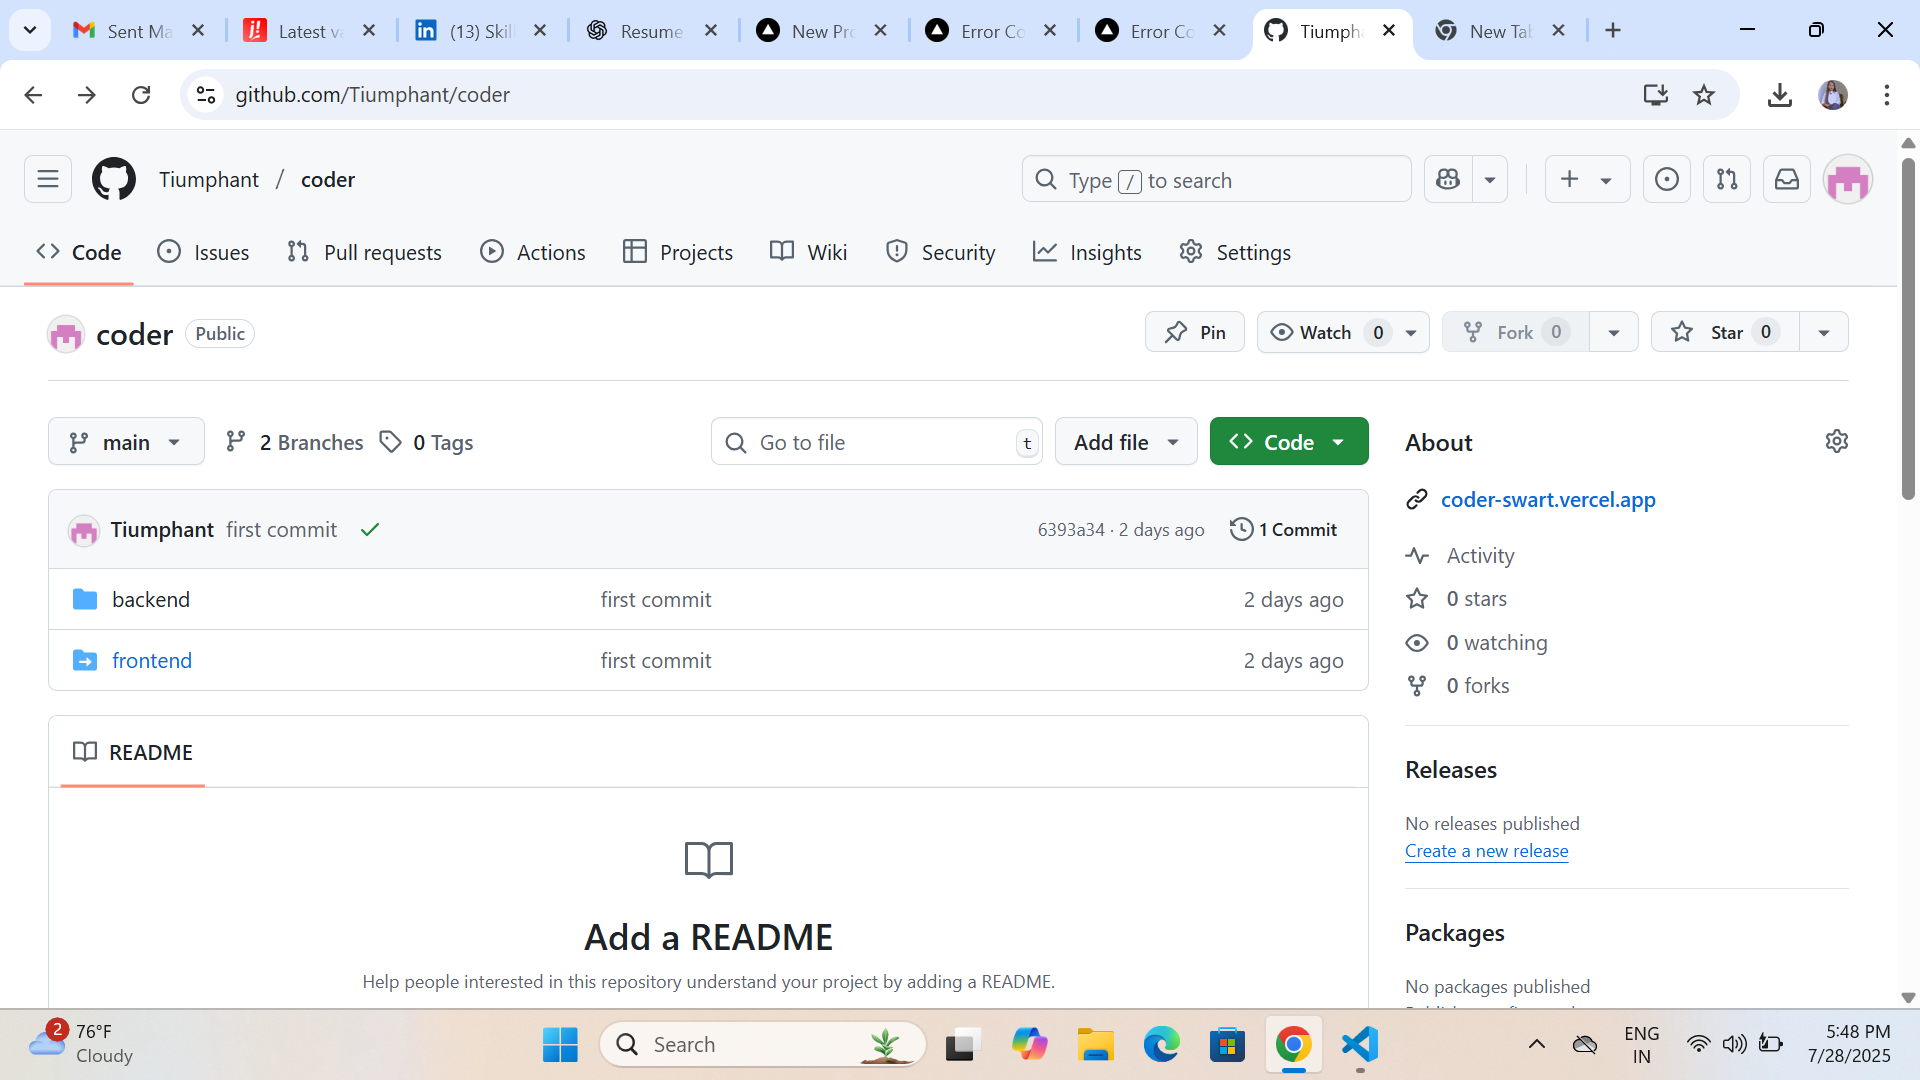 Sent Ma
Latest va
(13) Skil
Resume
New Pro
Error Co
Error Co
Tiumpha
New Tab
github.com/Tiumphant/coder
Tiumphant / coder
Type / to search
Code
Issues
Pull requests
Actions
Projects
Wiki
Security
Insights
Settings
coder Public
Pin
Watch 0
Fork 0
Star 0
main
2 Branches
0 Tags
Go to file t
Add file
Code
Tiumphant first commit
6393a34 · 2 days ago
1 Commit
backend first commit 2 days ago
frontend first commit 2 days ago
README
Add a README
Help people interested in this repository understand your project by adding a README.
About
coder-swart.vercel.app
Activity
0 stars
0 watching
0 forks
Releases
No releases published
Create a new release
Packages
No packages published
2
76°F
Cloudy
Search
ENG
IN
5:48 PM
7/28/2025